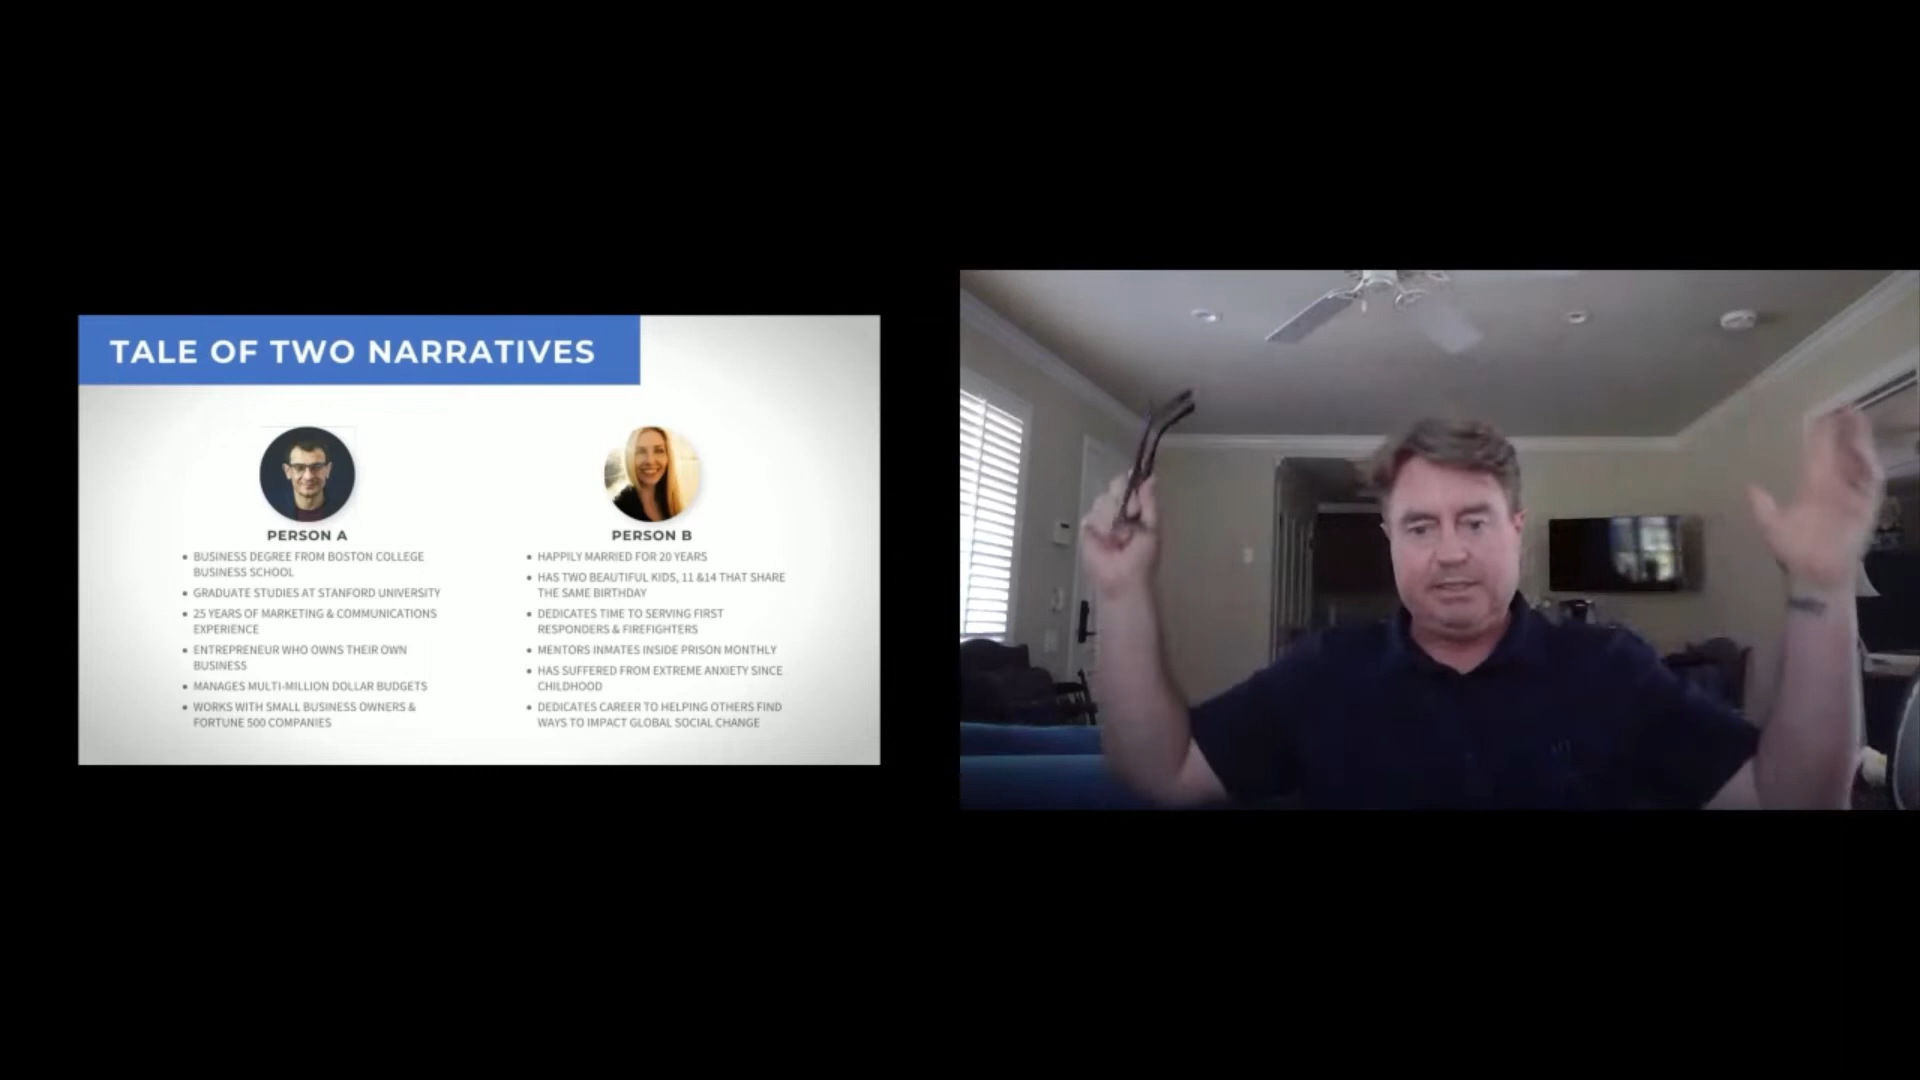 TALE OF TWO NARRATIVES
PERSON A
• BUSINESS DEGREE FROM BOSTON COLLEGE
BUSINESS SCHOOL
• GRADUATE STUDIES AT STANFORD UNIVERSITY
• 25 YEARS OF MARKETING & COMMUNICATIONS
EXPERIENCE
• ENTREPRENEUR WHO OWNS THEIR OWN
BUSINESS
• MANAGES MULTI-MILLION DOLLAR BUDGETS
• WORKS WITH SMALL BUSINESS OWNERS &
FORTUNE 500 COMPANIES
PERSON B
• HAPPILY MARRIED FOR 20 YEARS
• HAS TWO BEAUTIFUL KIDS, 11 &14 THAT SHARE
THE SAME BIRTHDAY
• DEDICATES TIME TO SERVING FIRST
RESPONDERS & FIREFIGHTERS
• MENTORS INMATES INSIDE PRISON MONTHLY
• HAS SUFFERED FROM EXTREME ANXIETY SINCE
CHILDHOOD
• DEDICATES CAREER TO HELPING OTHERS FIND
WAYS TO IMPACT GLOBAL SOCIAL CHANGE